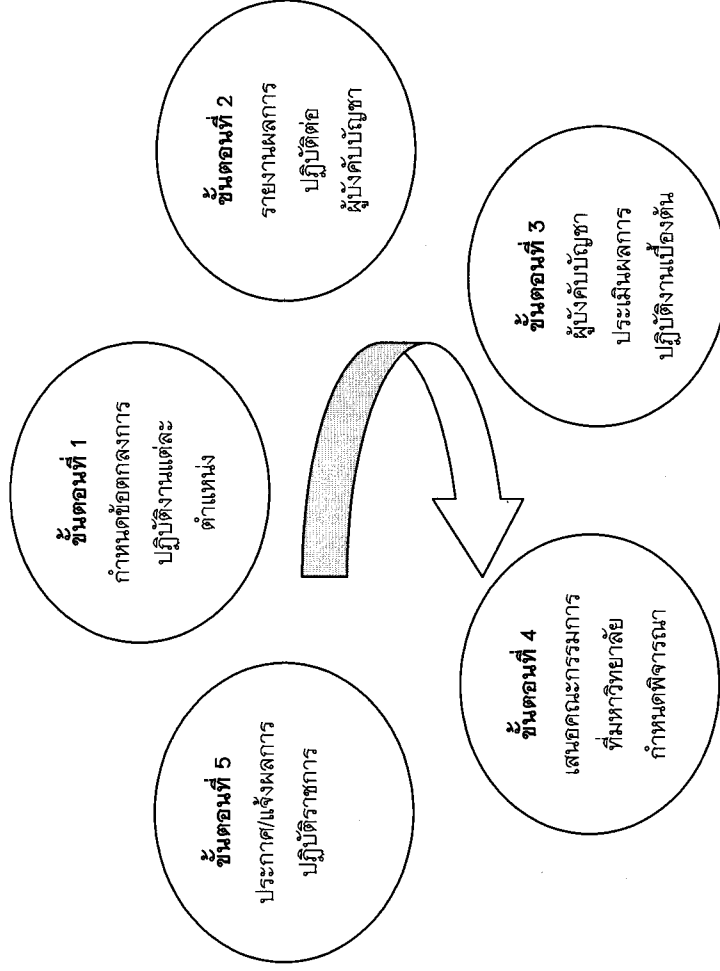 ขั้นตอนที่ 1
กำหนดข้อตกลงการ
ปฏิบัติงานแต่ละ
ตำแหน่ง
ขั้นตอนที่ 2
รายงานผลการ
ปฏิบัติต่อ
ผู้บังคับบัญชา
ขั้นตอนที่ 3
ผู้บังคับบัญชา
ประเมินผลการ
ปฏิบัติงานเบื้องต้น
ขั้นตอนที่ 4
เสนอคณะกรรมการ
ที่มหาวิทยาลัย
กำหนดพิจารณา
ขั้นตอนที่ 5
ประกาศ/แจ้งผลการ
ปฏิบัติราชการ